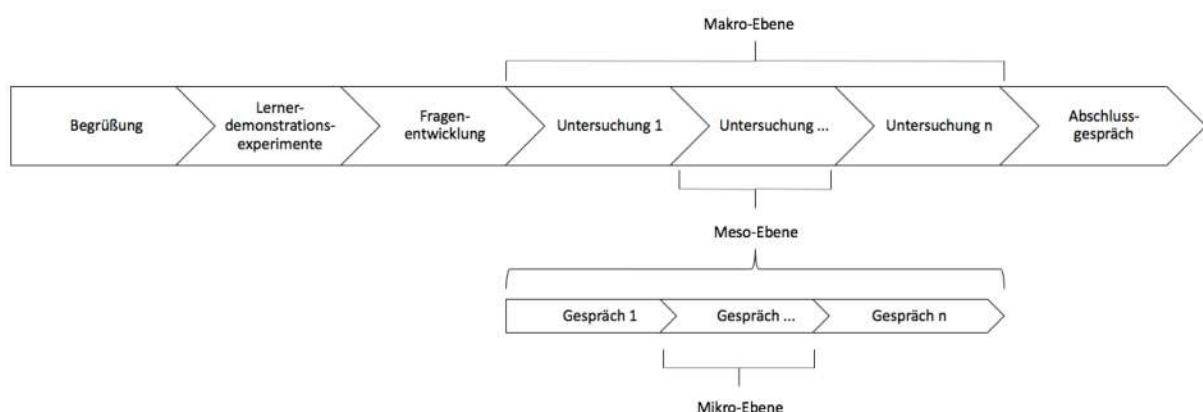 Makro-Ebene
Begrüßung
Lerner-
demonstrations-
experimente
Fragen-
entwicklung
Untersuchung 1
Untersuchung ...
Untersuchung n
Abschluss-
gespräch
Meso-Ebene
Gespräch 1
Gespräch ...
Gespräch n
Mikro-Ebene